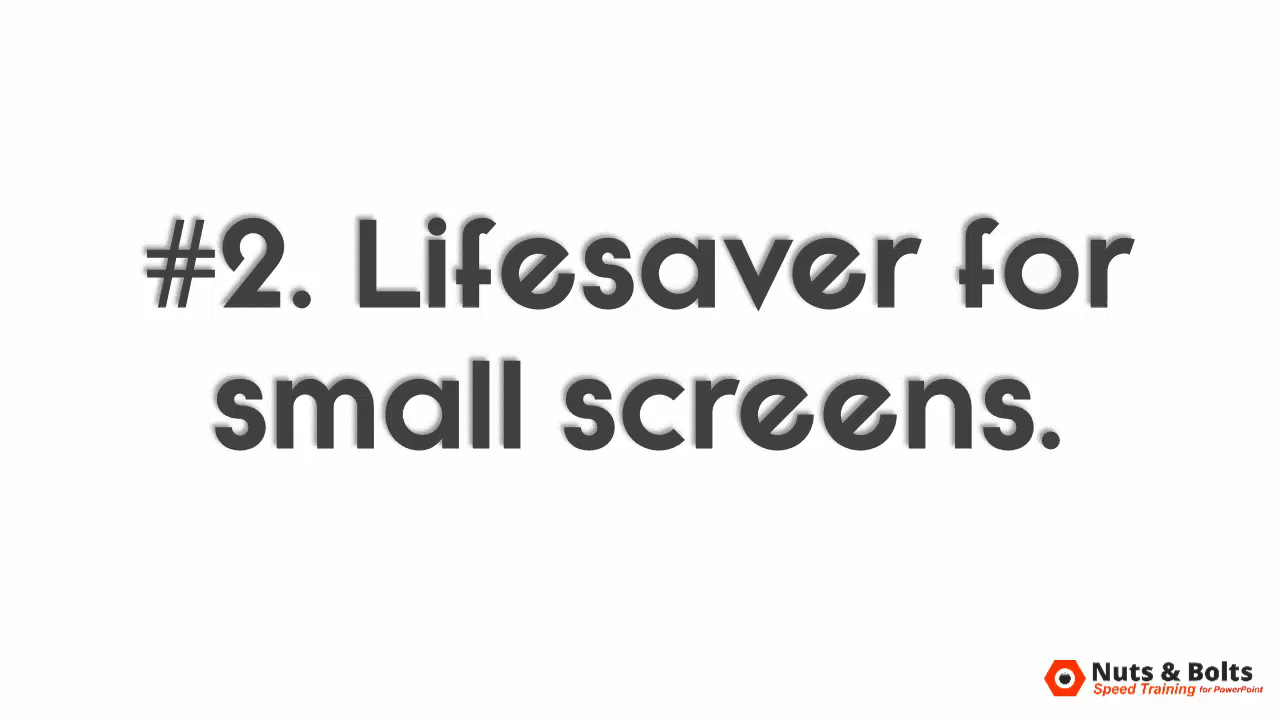 #2. Lifesaver for
small screens.
Nuts & Bolts
Speed Training for PowerPoint